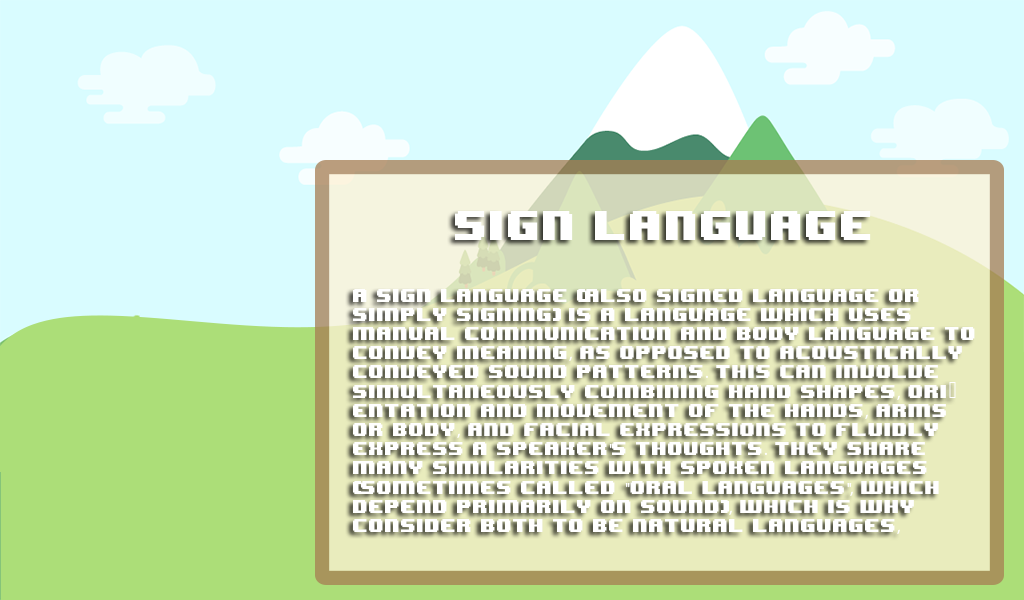 SIGN LANGUAGE
A SIGN LANGUAGE (ALSO SIGNED LANGUAGE OR
SIMPLY SIGNING) IS A LANGUAGE WHICH USES
MANUAL COMMUNICATION AND BODY LANGUAGE TO
CONVEY MEANING, AS OPPOSED TO ACOUSTICALLY
CONVEYED SOUND PATTERNS. THIS CAN INVOLVE
SIMULTANEOUSLY COMBINING HAND SHAPES, ORI▯
ENTATION AND MOVEMENT OF THE HANDS, ARMS
OR BODY, AND FACIAL EXPRESSIONS TO FLUIDLY
EXPRESS A SPEAKER'S THOUGHTS. THEY SHARE
MANY SIMILARITIES WITH SPOKEN LANGUAGES
(SOMETIMES CALLED "ORAL LANGUAGES", WHICH
DEPEND PRIMARILY ON SOUND), WHICH IS WHY
CONSIDER BOTH TO BE NATURAL LANGUAGES,